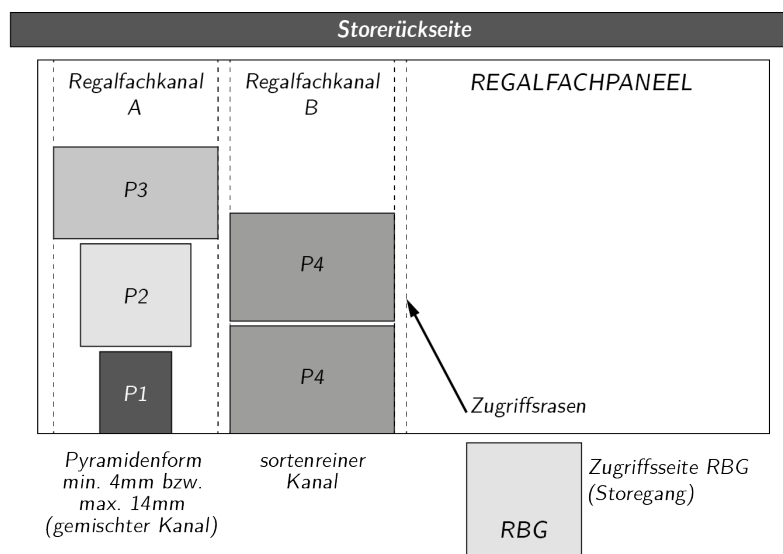 Storerückseite
Regalfachkanal
A
Regalfachkanal
B
REGALFACHPANEEL
P3
P2
P1
P4
P4
Zugriffsrasen
Pyramidenform
min. 4mm bzw.
max. 14mm
(gemischter Kanal)
sortenreiner
Kanal
Zugriffsseite RBG
(Storegang)
RBG